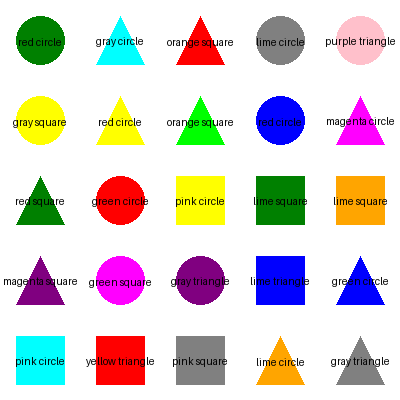 red circle gray circle orange square lime circle purple triangle
gray square red circle orange square red circle magenta circle
red square green circle pink circle lime square lime square
magenta square green square gray triangle lime triangle green circle
pink circle yellow triangle pink square lime circle gray triangle